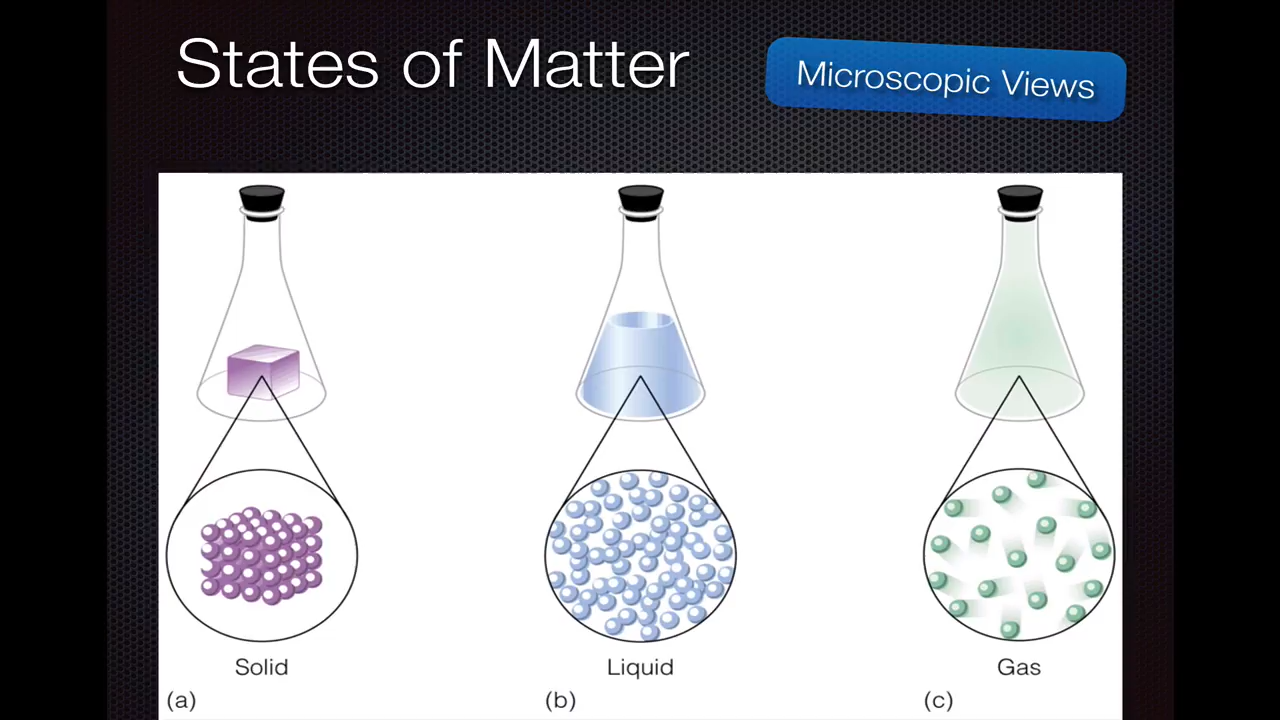 States of Matter
Microscopic Views
Solid
Liquid
Gas
(a)
(b)
(c)